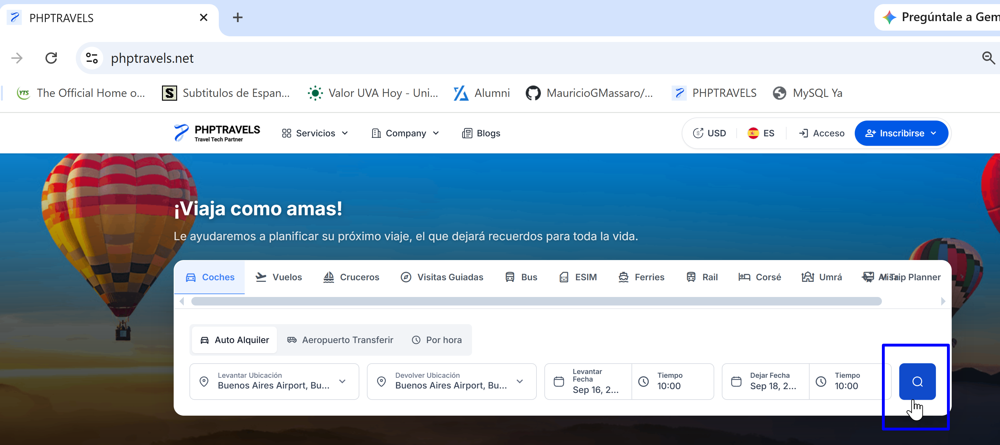 PHPTRAVELS
Pregúntale a Gem
phptravels.net
YTS The Official Home o...
S Subtitulos de Espan...
Valor UVA Hoy - Uni...
Alumni
MauricioGMassaro/...
PHPTRAVELS
MySQL Ya
PHPTRAVELS
Travel Tech Partner
Servicios
Company
Blogs
USD
ES
Acceso
Inscribirse
¡Viaja como amas!
Le ayudaremos a planificar su próximo viaje, el que dejará recuerdos para toda la vida.
Coches
Vuelos
Cruceros
Visitas Guiadas
Bus
ESIM
Ferries
Rail
Corsé
Umrá
Trip Planner
Auto Alquiler
Aeropuerto Transferir
Por hora
Levantar Ubicación
Buenos Aires Airport, Bu...
Devolver Ubicación
Buenos Aires Airport, Bu...
Levantar
Fecha
Sep 16, 2...
Tiempo
10:00
Dejar Fecha
Sep 18, 2...
Tiempo
10:00